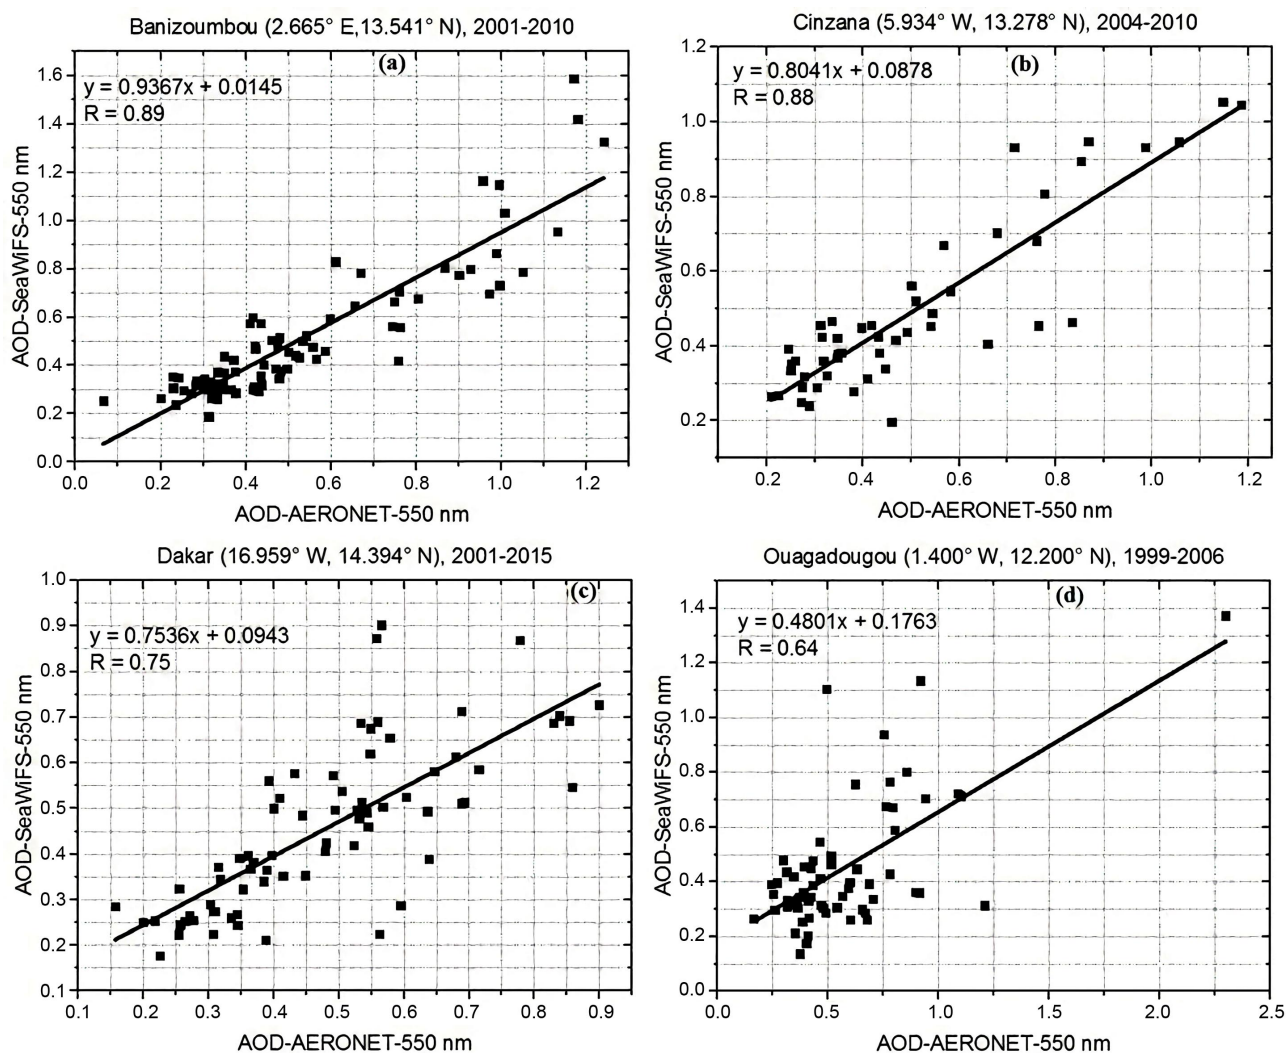 Banizoumbou (2.665° E,13.541° N), 2001-2010
(a)
y = 0.9367x + 0.0145
R = 0.89
AOD-SeaWiFS-550 nm
1.6
1.4
1.2
1.0
0.8
0.6
0.4
0.2
0.0
0.0 0.2 0.4 0.6 0.8 1.0 1.2
AOD-AERONET-550 nm
Cinzana (5.934° W, 13.278° N), 2004-2010
(b)
y = 0.8041x + 0.0878
R = 0.88
AOD-SeaWiFS-550 nm
1.2
1.0
0.8
0.6
0.4
0.2
0.2 0.4 0.6 0.8 1.0 1.2
AOD-AERONET-550 nm
Dakar (16.959° W, 14.394° N), 2001-2015
(c)
y = 0.7536x + 0.0943
R = 0.75
AOD-SeaWiFS-550 nm
1.0
0.9
0.8
0.7
0.6
0.5
0.4
0.3
0.2
0.1
0.1 0.2 0.3 0.4 0.5 0.6 0.7 0.8 0.9
AOD-AERONET-550 nm
Ouagadougou (1.400° W, 12.200° N), 1999-2006
(d)
y = 0.4801x + 0.1763
R = 0.64
AOD-SeaWiFS-550 nm
1.4
1.2
1.0
0.8
0.6
0.4
0.2
0.0
0.0 0.5 1.0 1.5 2.0 2.5
AOD-AERONET-550 nm